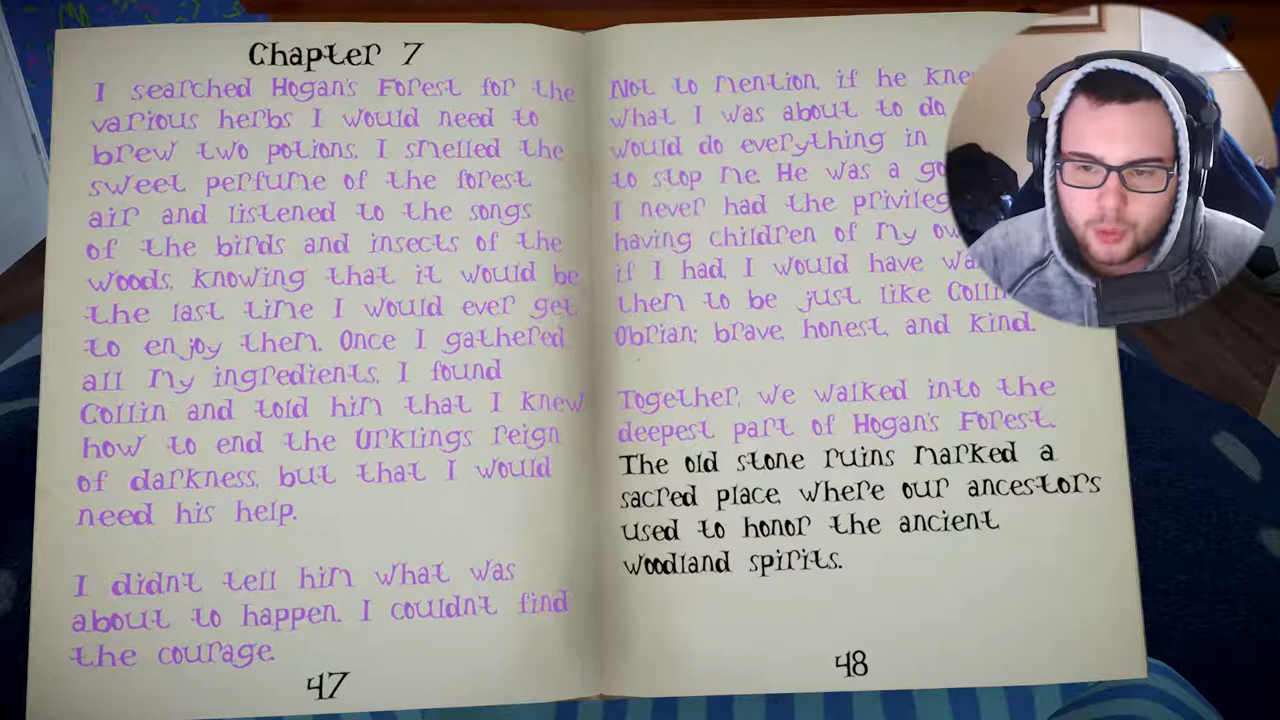 Chapter 7
I searched Hogan's Forest for the
various herbs I would need to
brew two potions. I smelled the
sweet perfume of the forest
air and listened to the songs
of the birds and insects of the
woods, knowing that it would be
the last time I would ever get
to enjoy them. Once I gathered
all my ingredients, I found
Collin and told him that I knew
how to end the Urklings reign
of darkness, but that I would
need his help.
I didn't tell him what was
about to happen. I couldn't find
the courage.
47
Not to mention, if he
what I was about to do
would do everything in
to stop me. He was a
I never had the
having children of my
if I had, I would have
them to be just like
Obrian; brave, honest, and kind.
Together, we walked into the
deepest part of Hogan's Forest.
The old stone ruins marked a
sacred place, where our ancestors
used to honor the ancient
woodland spirits.
48